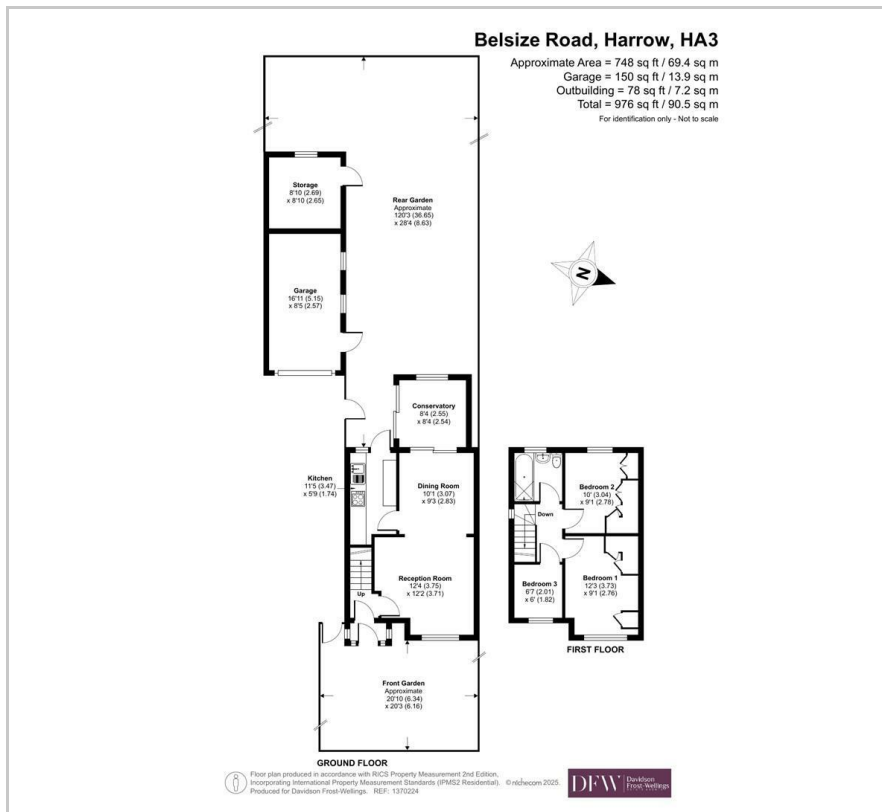 Belsize Road, Harrow, HA3
Approximate Area = 748 sq ft / 69.4 sq m
Garage = 150 sq ft / 13.9 sq m
Outbuilding = 78 sq ft / 7.2 sq m
Total = 976 sq ft / 90.5 sq m
For identification only - Not to scale
Storage
8'10 (2.69)
x 8'10 (2.65)
Rear Garden
Approximate
120'3 (36.65)
x 28'4 (8.63)
N
Garage
16'11 (5.15)
x 8'5 (2.57)
Conservatory
8'4 (2.55)
x 8'4 (2.54)
Kitchen
11'5 (3.47)
x 5'9 (1.74)
Dining Room
10'1 (3.07)
x 9'3 (2.83)
Reception Room
12'4 (3.75)
x 12'2 (3.71)
Up
Front Garden
Approximate
20'10 (6.34)
x 20'3 (6.16)
GROUND FLOOR
Bedroom 2
10' (3.04)
x 9'1 (2.78)
Down
Bedroom 3
6'7 (2.01)
x 6' (1.82)
Bedroom 1
12'3 (3.73)
x 9'1 (2.76)
FIRST FLOOR
Floor plan produced in accordance with RICS Property Measurement 2nd Edition,
Incorporating International Property Measurement Standards (IPMS2 Residential). © nichecom 2025.
Produced for Davidson Frost-Wellings. REF: 1370224
DFW
Davidson
Frost-Wellings